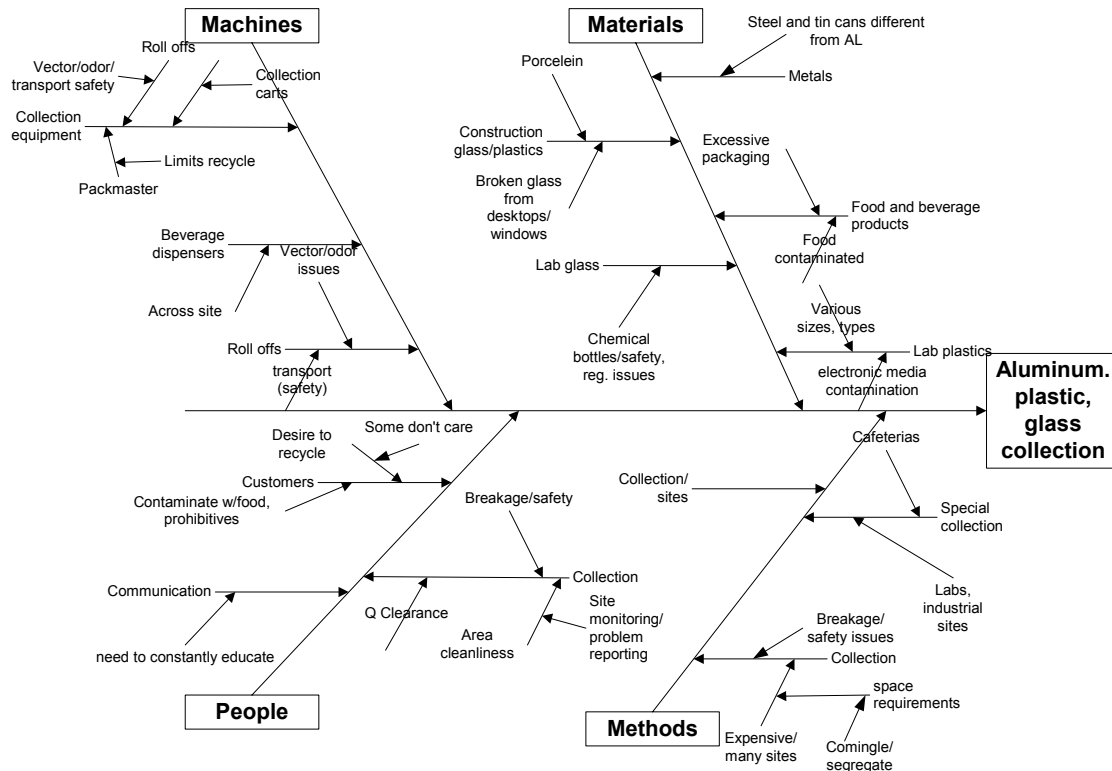 Machines
Roll offs
Vector/odor/
transport safety
Collection
carts
Collection
equipment
Limits recycle
Packmaster
Beverage
dispensers
Vector/odor
issues
Across site
Roll offs
transport
(safety)
Materials
Steel and tin cans different
from AL
Porcelein
Metals
Construction
glass/plastics
Excessive
packaging
Broken glass
from
desktops/
windows
Food and beverage
products
Food
contaminated
Lab glass
Various
sizes, types
Chemical
bottles/safety,
reg. issues
Lab plastics
electronic media
contamination
Aluminum.
plastic,
glass
collection
Some don't care
Desire to
recycle
Customers
Contaminate w/food,
prohibitives
Breakage/safety
Communication
Collection
Q Clearance
Site
monitoring/
problem
reporting
Area
cleanliness
need to constantly educate
People
Cafeterias
Collection/
sites
Special
collection
Labs,
industrial
sites
Breakage/
safety issues
Collection
space
requirements
Expensive/
many sites
Comingle/
segregate
Methods